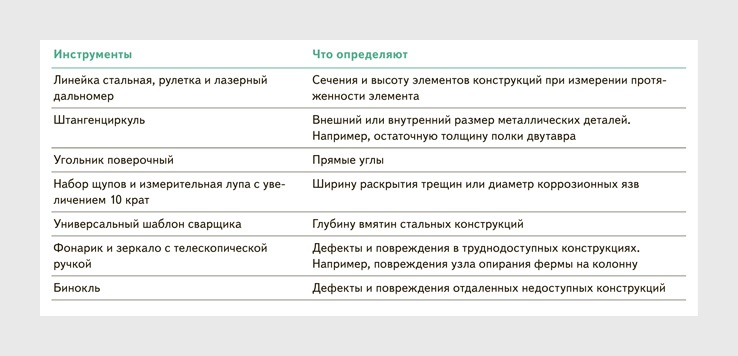 Инструменты
Что определяют
Линейка стальная, рулетка и лазерный
дальномер
Сечения и высоту элементов конструкций при измерении протя-
женности элемента
Штангенциркуль
Внешний или внутренний размер металлических деталей.
Например, остаточную толщину полки двутавра
Угольник поверочный
Прямые углы
Набор щупов и измерительная лупа с уве-
личением 10 крат
Ширину раскрытия трещин или диаметр коррозионных язв
Универсальный шаблон сварщика
Глубину вмятин стальных конструкций
Фонарик и зеркало с телескопической
ручкой
Дефекты и повреждения в труднодоступных конструкциях.
Например, повреждения узла опирания фермы на колонну
Бинокль
Дефекты и повреждения отдаленных недоступных конструкций